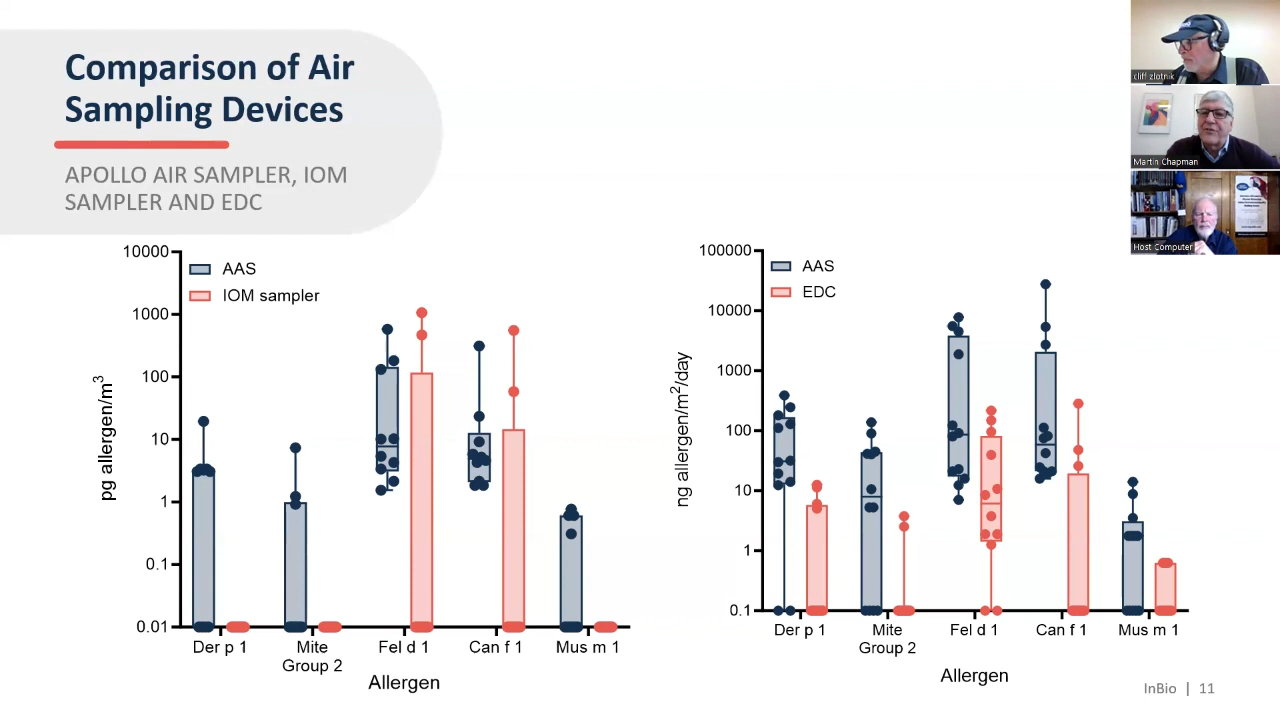 Comparison of Air
Sampling Devices
APOLLO AIR SAMPLER, IOM
SAMPLER AND EDC
cliff zlotnik
Martin Chapman
Host Computer
10000
1000
100
10
1
0.1
0.01
pg allergen/m³
AAS
IOM sampler
Der p 1
Mite
Group 2
Fel d 1
Can f 1
Mus m 1
Allergen
100000
10000
1000
100
10
1
0.1
ng allergen/m²/day
AAS
EDC
Der p 1
Mite
Group 2
Fel d 1
Can f 1
Mus m 1
Allergen
InBio | 11